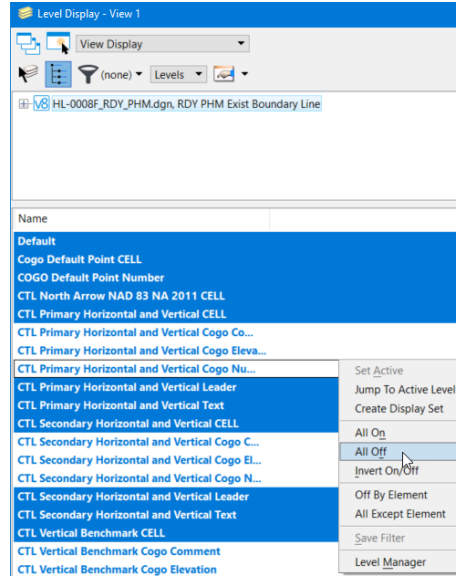 Level Display - View 1
View Display
(none) Levels
V8 HL-0008F_RDY_PHM.dgn, RDY PHM Exist Boundary Line
Name
Default
Cogo Default Point CELL
COGO Default Point Number
CTL North Arrow NAD 83 NA 2011 CELL
CTL Primary Horizontal and Vertical CELL
CTL Primary Horizontal and Vertical Cogo Co...
CTL Primary Horizontal and Vertical Cogo Eleva...
CTL Primary Horizontal and Vertical Cogo Nu...
CTL Primary Horizontal and Vertical Leader
CTL Primary Horizontal and Vertical Text
CTL Secondary Horizontal and Vertical CELL
CTL Secondary Horizontal and Vertical Cogo C...
CTL Secondary Horizontal and Vertical Cogo El...
CTL Secondary Horizontal and Vertical Cogo N...
CTL Secondary Horizontal and Vertical Leader
CTL Secondary Horizontal and Vertical Text
CTL Vertical Benchmark CELL
CTL Vertical Benchmark Cogo Comment
CTL Vertical Benchmark Cogo Elevation
Set Active
Jump To Active Level
Create Display Set
All On
All Off
Invert On/Off
Off By Element
All Except Element
Save Filter
Level Manager